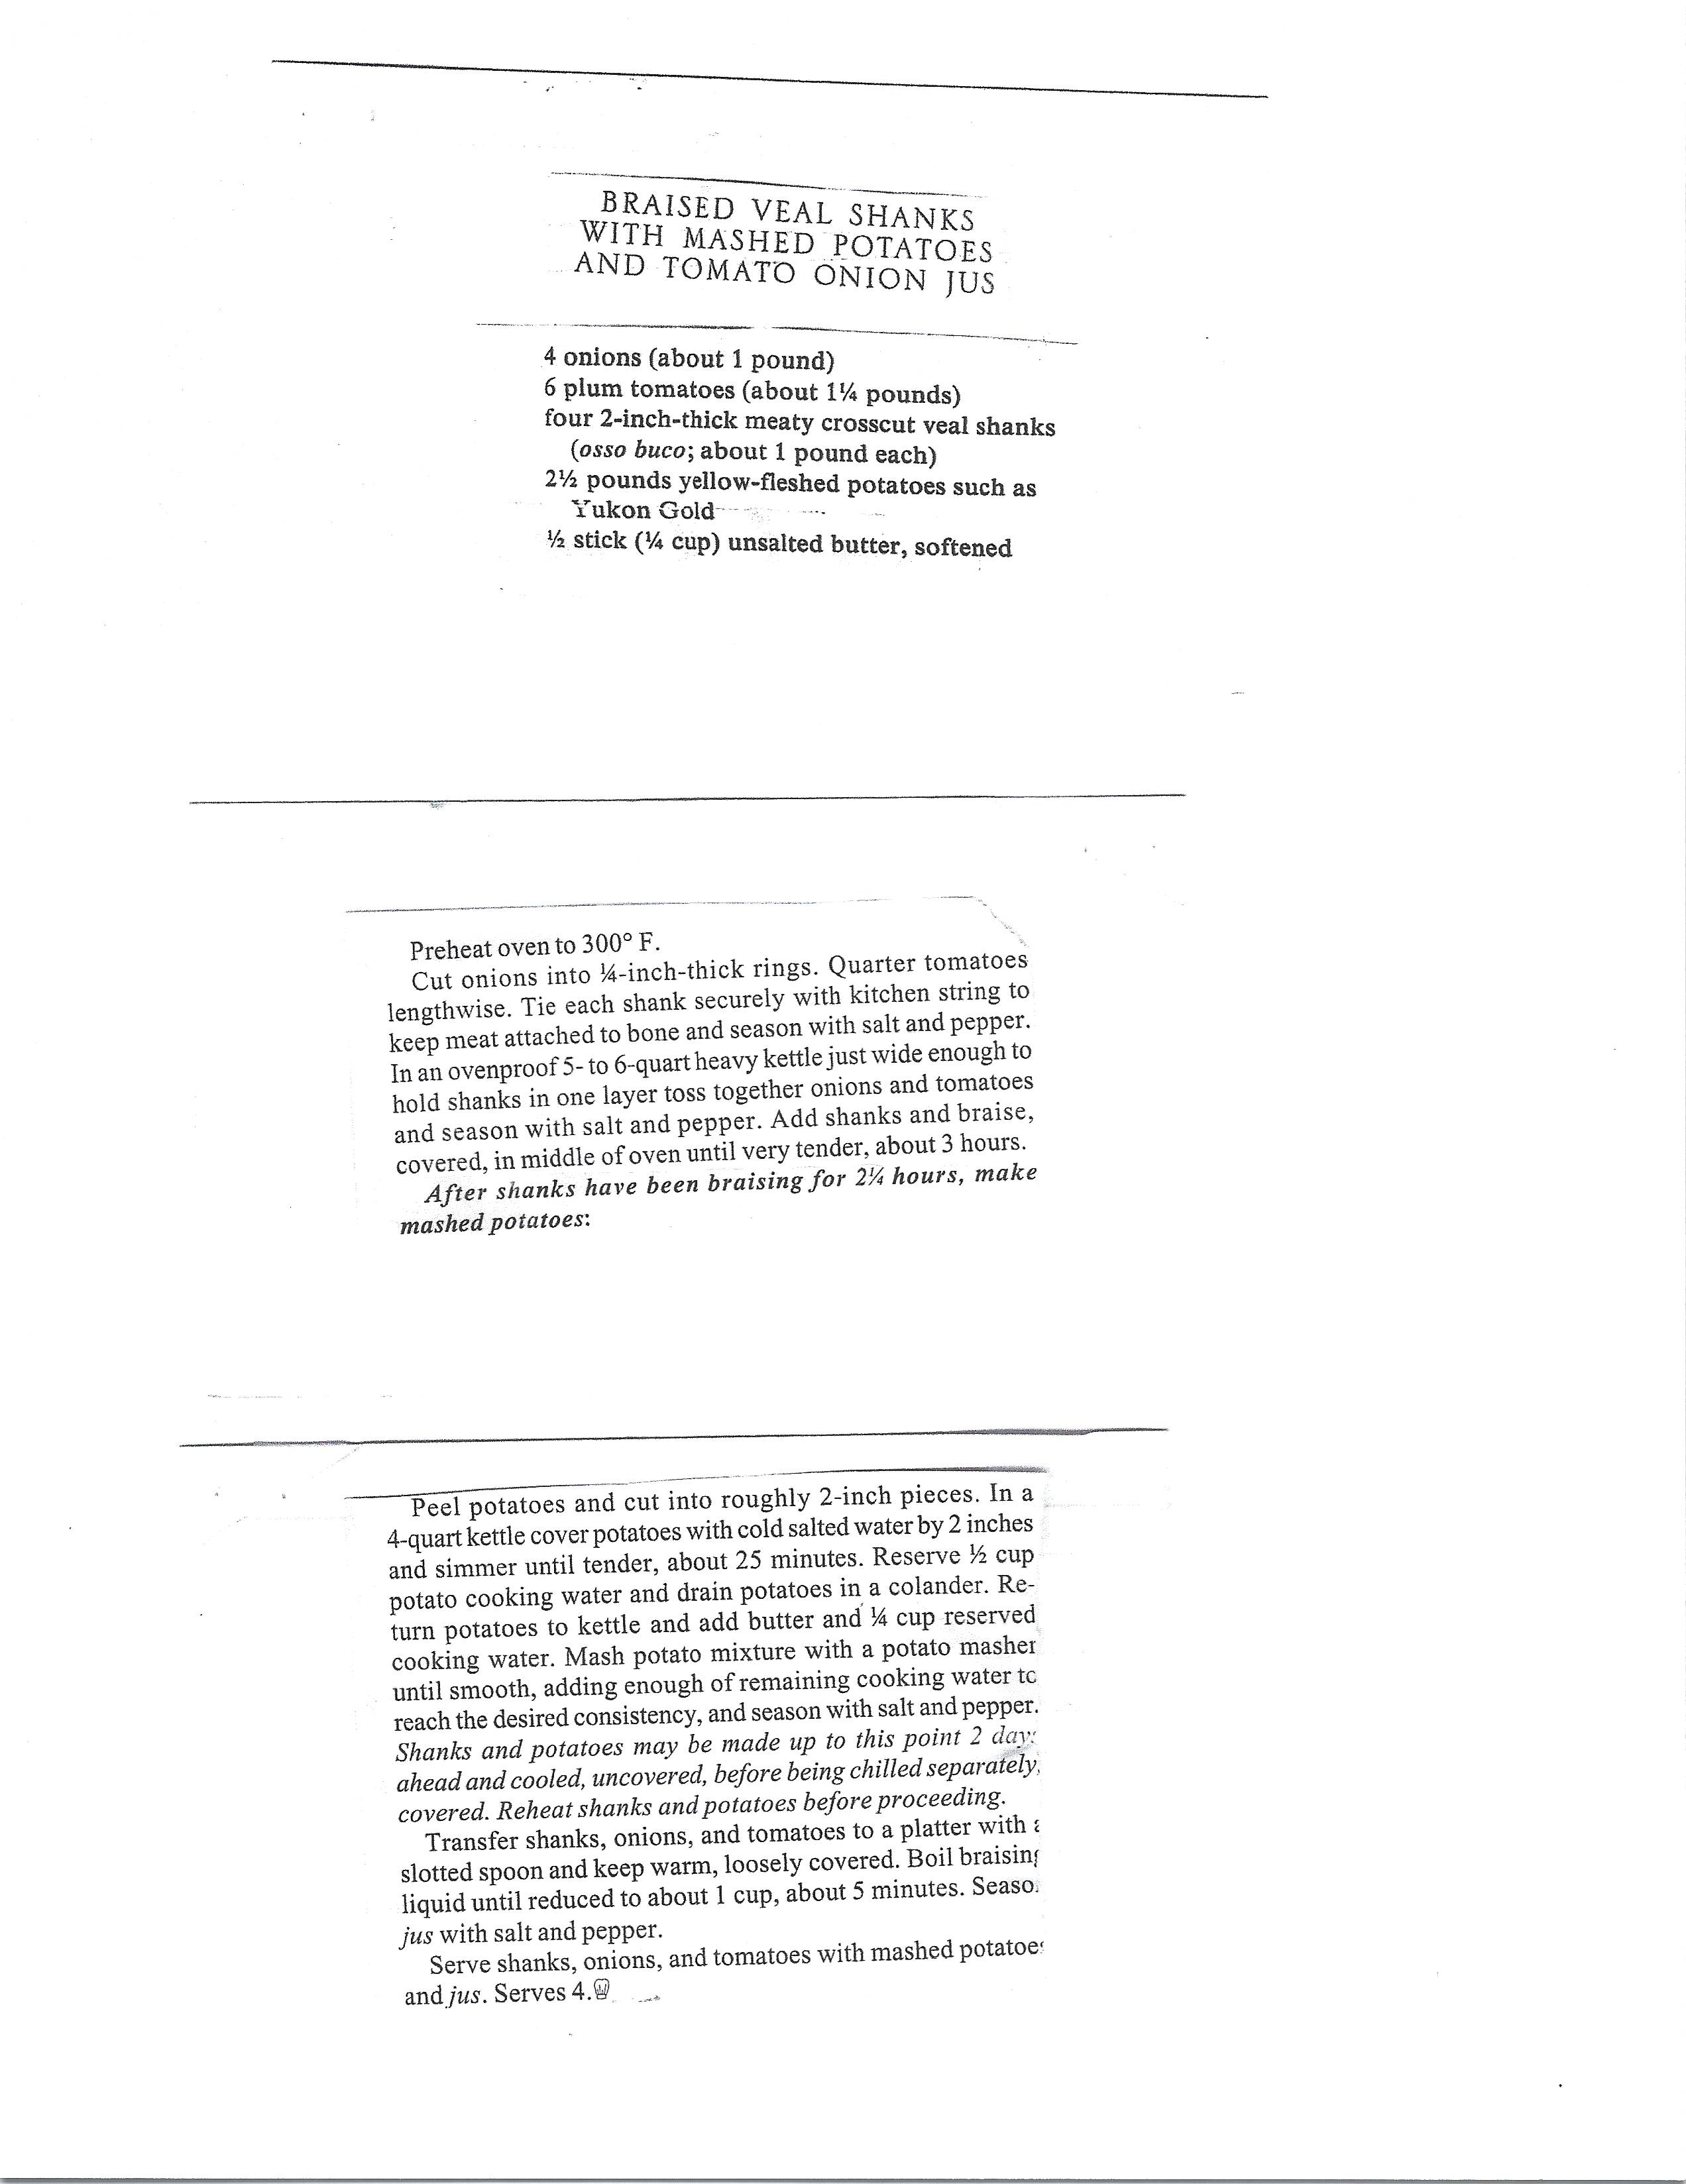 BRAISED VEAL SHANKS
WITH MASHED POTATOES
AND TOMATO ONION JUS
4 onions (about 1 pound)
6 plum tomatoes (about 1¼ pounds)
four 2-inch-thick meaty crosscut veal shanks
(osso buco; about 1 pound each)
2½ pounds yellow-fleshed potatoes such as
Yukon Gold
½ stick (¼ cup) unsalted butter, softened
Preheat oven to 300° F.
Cut onions into ¼-inch-thick rings. Quarter tomatoes
lengthwise. Tie each shank securely with kitchen string to
keep meat attached to bone and season with salt and pepper.
In an ovenproof 5- to 6-quart heavy kettle just wide enough to
hold shanks in one layer toss together onions and tomatoes
and season with salt and pepper. Add shanks and braise,
covered, in middle of oven until very tender, about 3 hours.
After shanks have been braising for 2¼ hours, make
mashed potatoes:
Peel potatoes and cut into roughly 2-inch pieces. In a
4-quart kettle cover potatoes with cold salted water by 2 inches
and simmer until tender, about 25 minutes. Reserve ½ cup
potato cooking water and drain potatoes in a colander. Re-
turn potatoes to kettle and add butter and ¼ cup reserved
cooking water. Mash potato mixture with a potato masher
until smooth, adding enough of remaining cooking water to
reach the desired consistency, and season with salt and pepper.
Shanks and potatoes may be made up to this point 2 day
ahead and cooled, uncovered, before being chilled separately,
covered. Reheat shanks and potatoes before proceeding.
Transfer shanks, onions, and tomatoes to a platter with a
slotted spoon and keep warm, loosely covered. Boil braising
liquid until reduced to about 1 cup, about 5 minutes. Seaso
jus with salt and pepper.
Serve shanks, onions, and tomatoes with mashed potatoe
and jus. Serves 4.